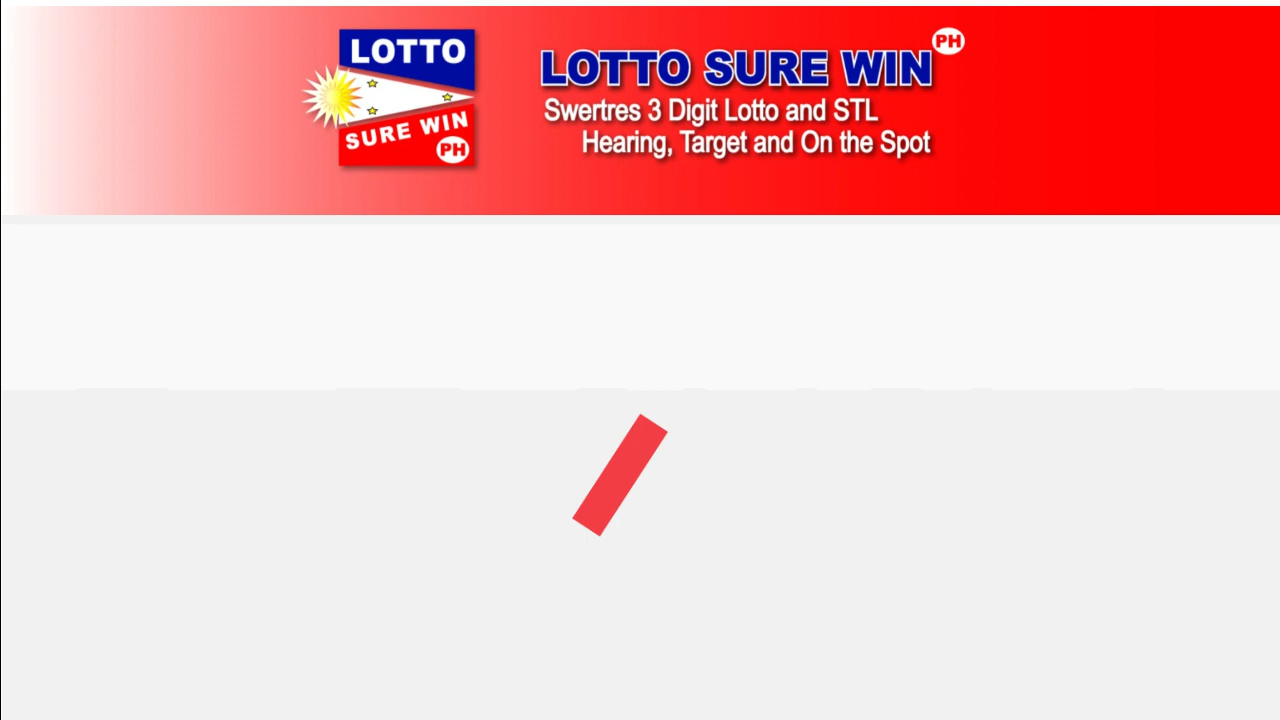 LOTTO
SURE WIN
PH
LOTTO SURE WIN PH
Swertres 3 Digit Lotto and STL
Hearing, Target and On the Spot